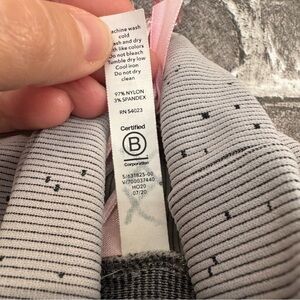 achine wash
cold
ash and dry
ith like colors
Do not bleach
Tumble dry low
Cool iron
Do not dry
clean
97% NYLON
3% SPANDEX
RN 54023
Certified
B
Corporation
HO20
07/20